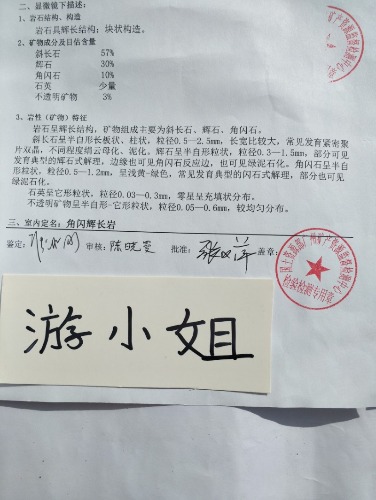 二、显微镜下描述：
1、岩石结构、构造
岩石具辉长结构；块状构造。
2、矿物成分及目估含量
斜长石 57%
辉石 30%
角闪石 10%
石英 少量
不透明矿物 3%
3、岩性（矿物）特征
岩石呈辉长结构，矿物组成主要为斜长石、辉石、角闪石。
斜长石呈半自形长板状、柱状，粒径0.5—2.5mm，长宽比较大，常见发育紧密聚
片双晶，不同程度绢云母化、泥化。辉石呈半自形粒状，粒径0.3—1.5mm，部分可见
发育典型的辉石式解理，边缘也可见角闪石反应边，也可见绿泥石化。角闪石呈半自
形粒状，粒径0.5—1.2mm，呈浅黄-绿色，常见发育典型的闪石式解理，部分也可见
绿泥石化。
石英呈它形粒状，粒径0.03—0.3mm，零星呈充填状分布。
不透明矿物呈半自形-它形粒状，粒径0.05—0.6mm，较均匀分布。
三、室内定名：角闪辉长岩
鉴定： 审核：陈晓 批准：张 盖章：
游小姐